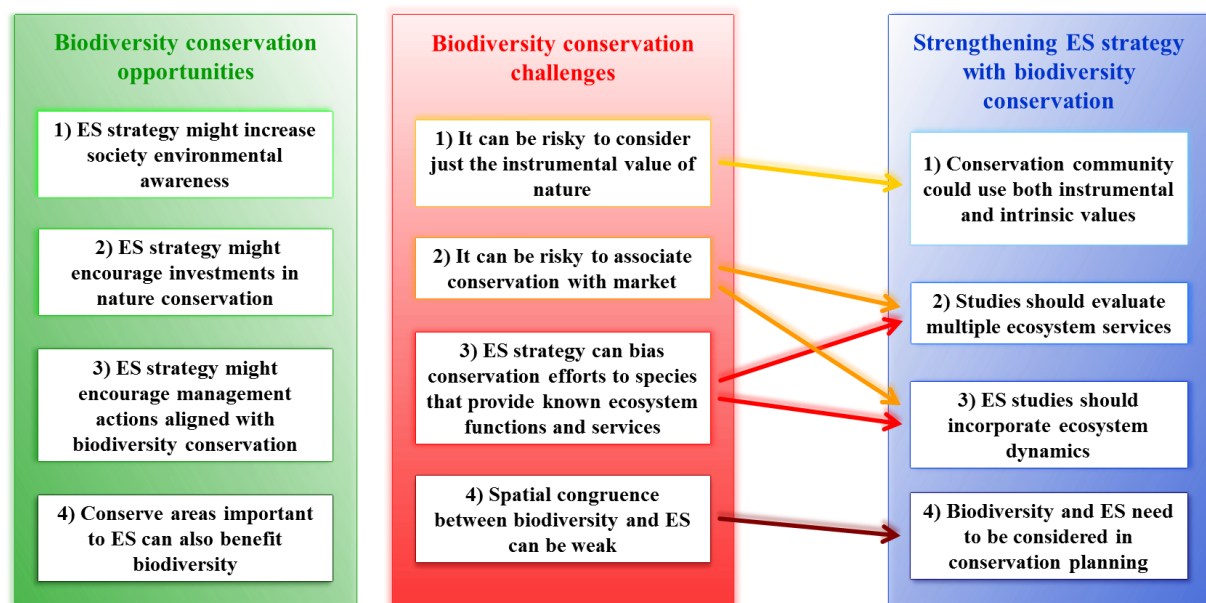 Biodiversity conservation
opportunities
1) ES strategy might increase
society environmental
awareness
2) ES strategy might
encourage investments in
nature conservation
3) ES strategy might
encourage management
actions aligned with
biodiversity conservation
4) Conserve areas important
to ES can also benefit
biodiversity
Biodiversity conservation
challenges
1) It can be risky to consider
just the instrumental value of
nature
2) It can be risky to associate
conservation with market
3) ES strategy can bias
conservation efforts to species
that provide known ecosystem
functions and services
4) Spatial congruence
between biodiversity and ES
can be weak
Strengthening ES strategy
with biodiversity
conservation
1) Conservation community
could use both instrumental
and intrinsic values
2) Studies should evaluate
multiple ecosystem services
3) ES studies should
incorporate ecosystem
dynamics
4) Biodiversity and ES need
to be considered in
conservation planning